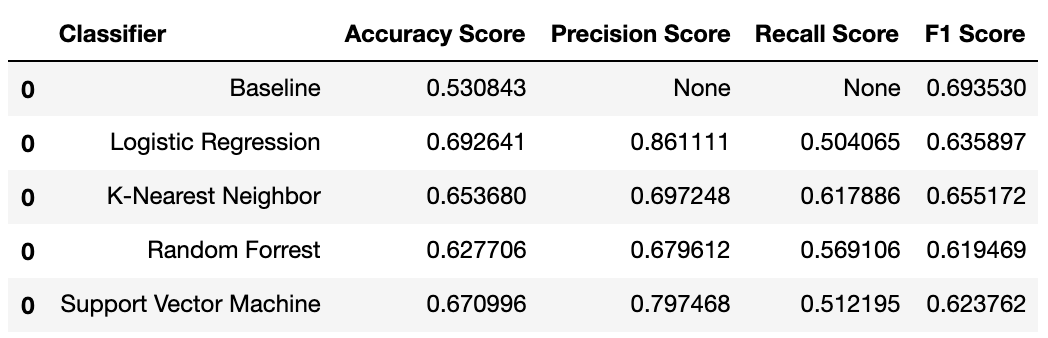 Classifier Accuracy Score Precision Score Recall Score F1 Score
0 Baseline 0.530843 None None 0.693530
0 Logistic Regression 0.692641 0.861111 0.504065 0.635897
0 K-Nearest Neighbor 0.653680 0.697248 0.617886 0.655172
0 Random Forrest 0.627706 0.679612 0.569106 0.619469
0 Support Vector Machine 0.670996 0.797468 0.512195 0.623762